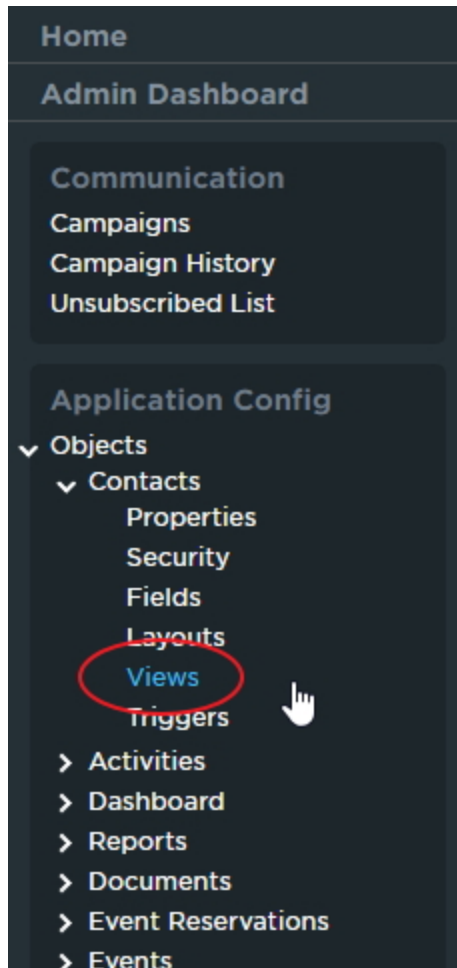 Home
Admin Dashboard
Communication
Campaigns
Campaign History
Unsubscribed List
Application Config
Objects
Contacts
Properties
Security
Fields
Layouts
Views
Triggers
Activities
Dashboard
Reports
Documents
Event Reservations
Events